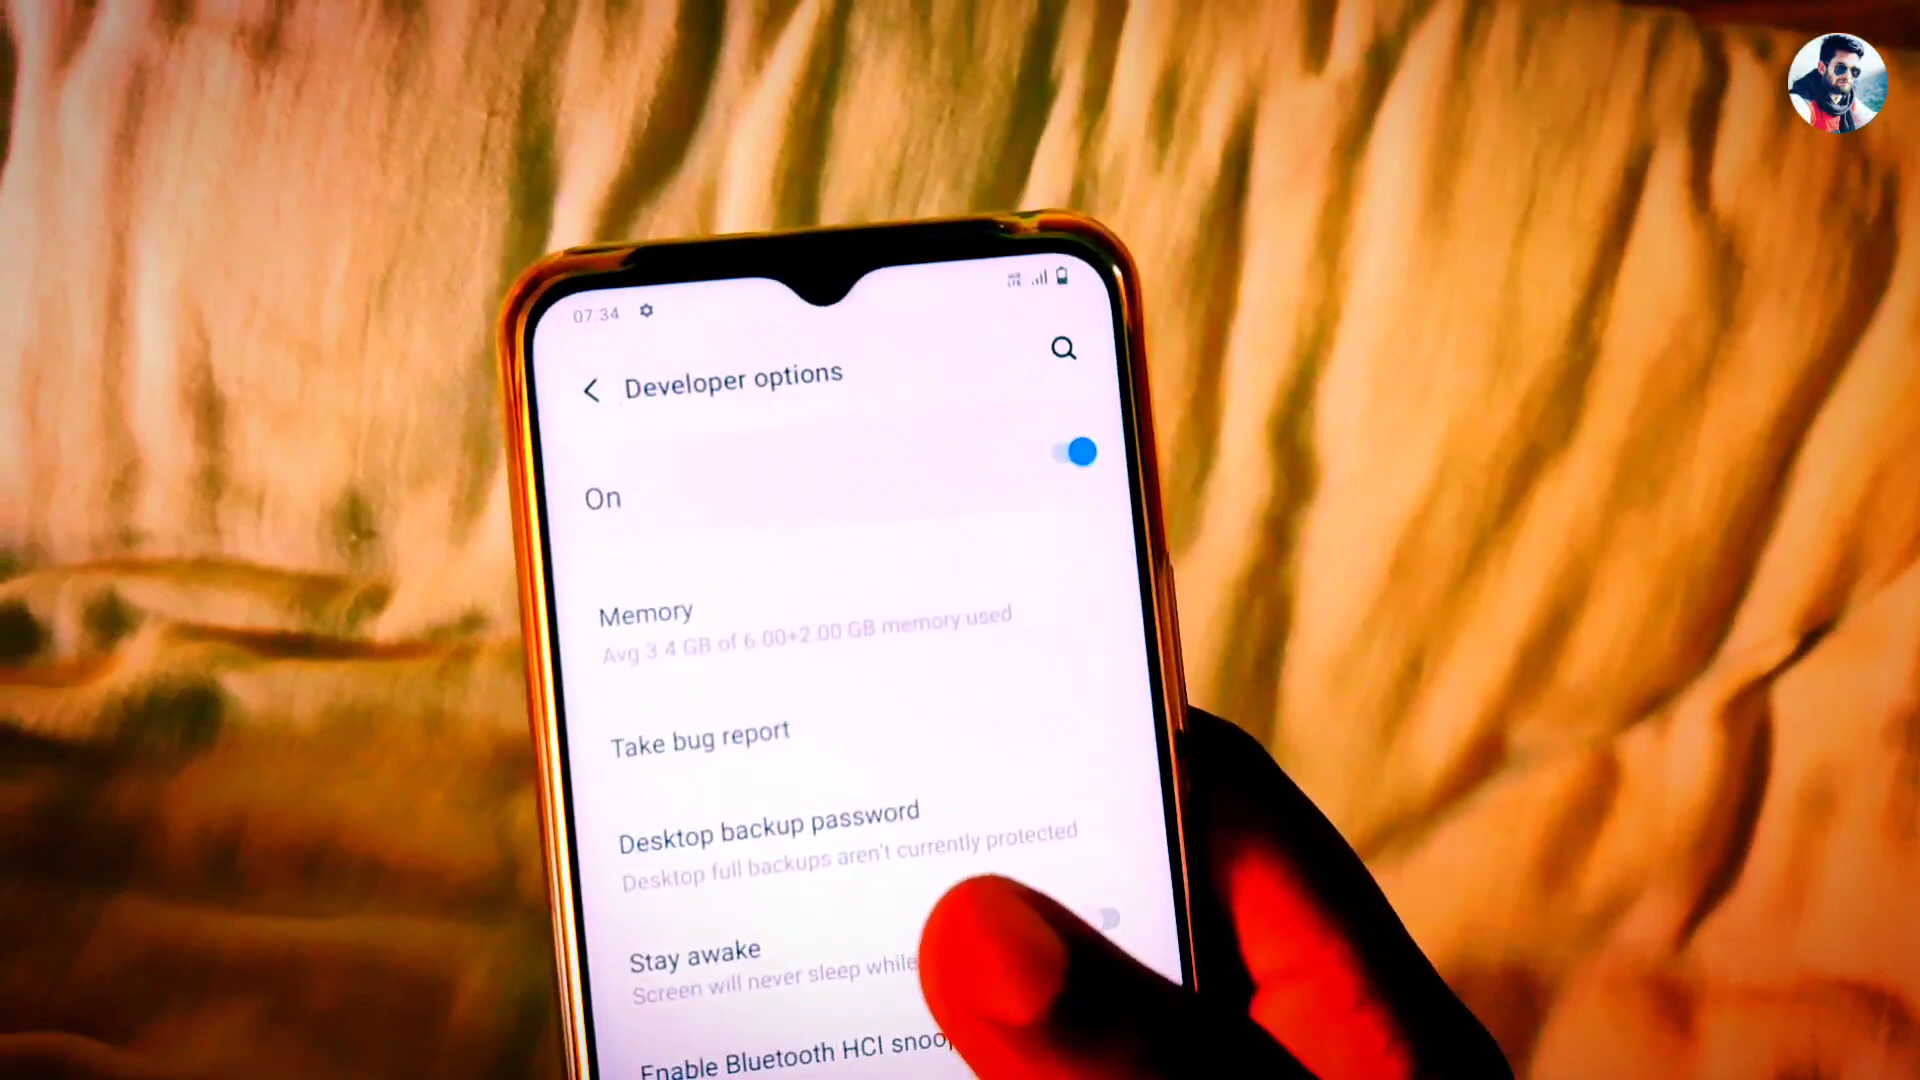 07:34
Developer options
On
Memory
Avg 3.4 GB of 6.00+2.00 GB memory used
Take bug report
Desktop backup password
Desktop full backups aren't currently protected
Stay awake
Screen will never sleep while
Enable Bluetooth HCI